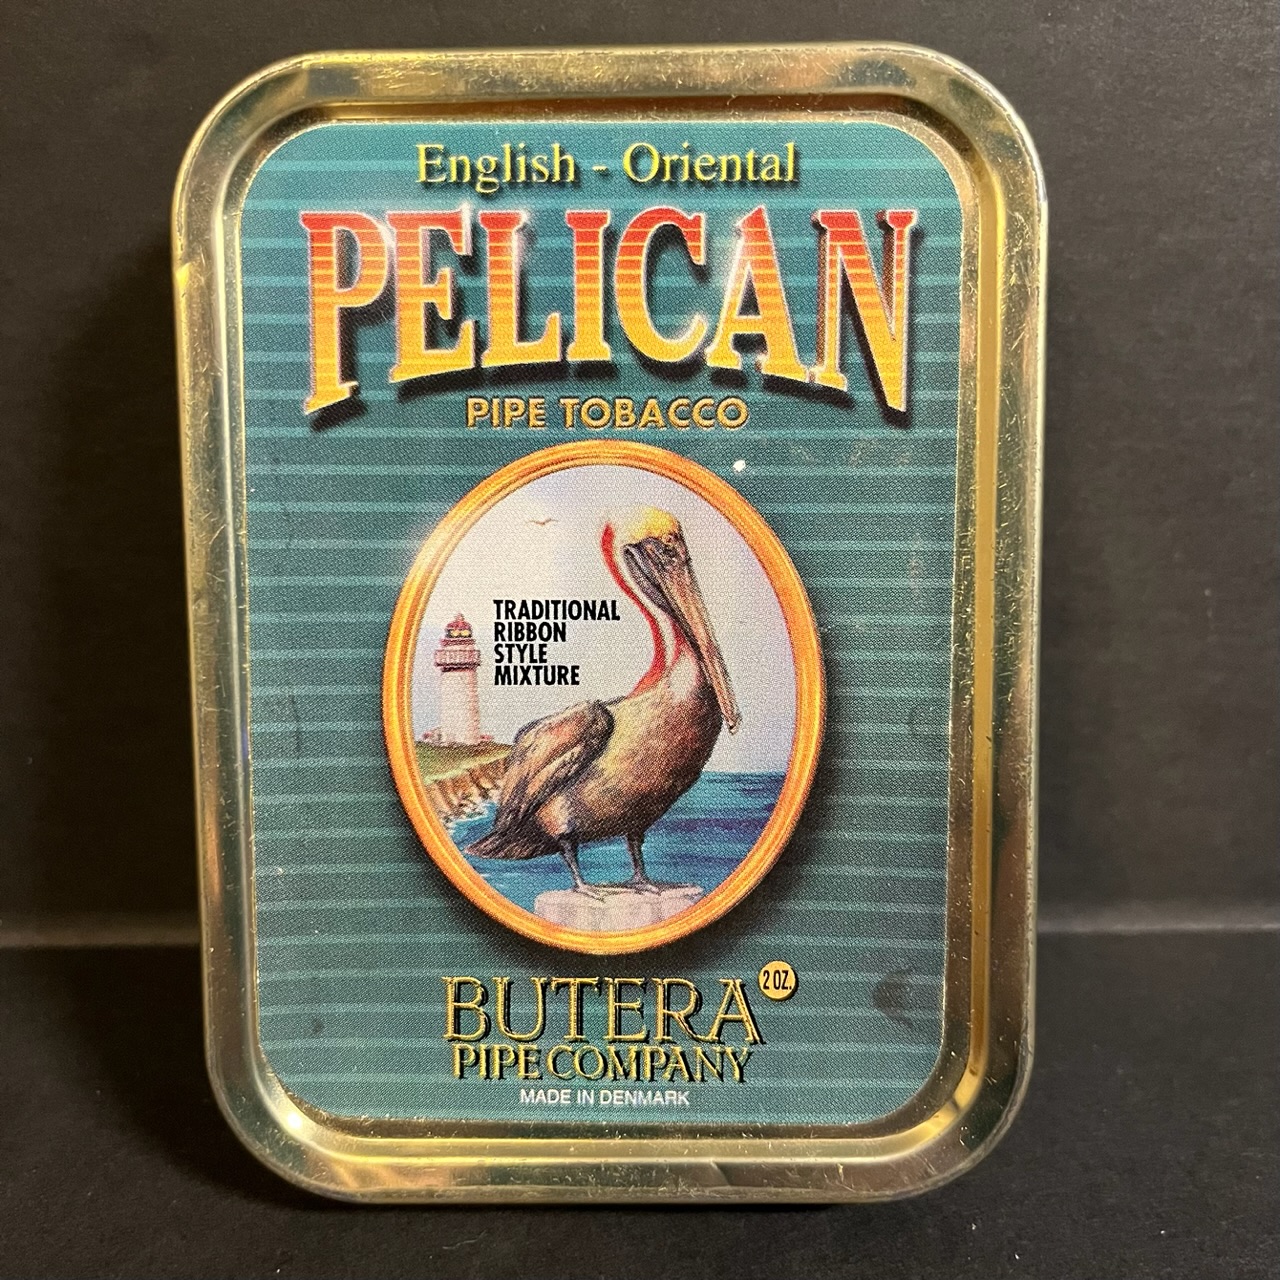 English - Oriental
PELICAN
PIPE TOBACCO
TRADITIONAL
RIBBON
STYLE
MIXTURE
BUTERA
2 OZ.
PIPE COMPANY
MADE IN DENMARK